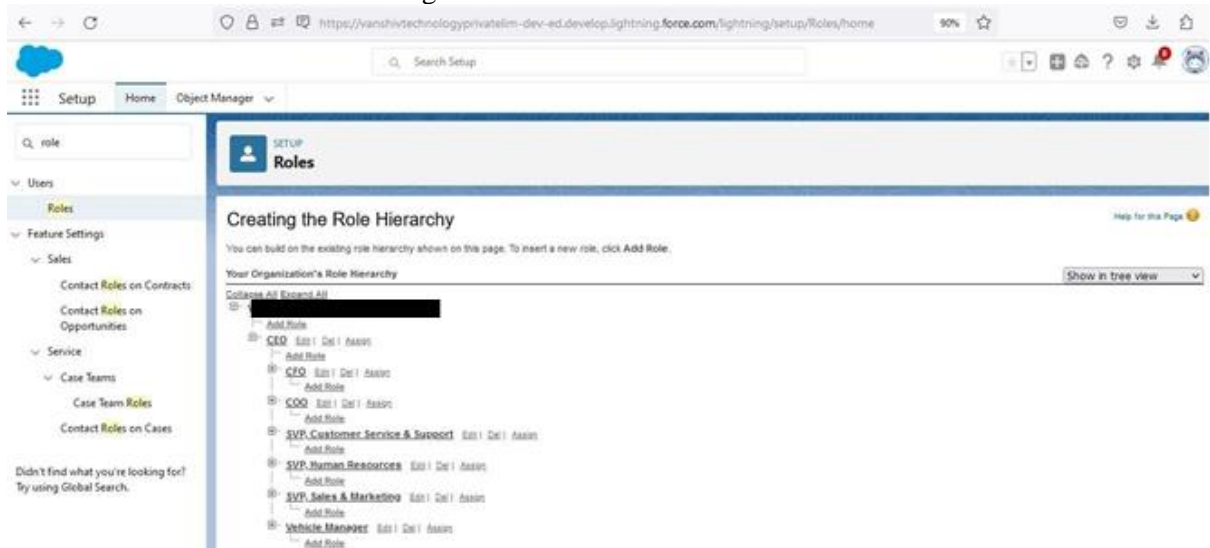 https://vanshivtechnologyprivatelim-dev-ed.develop.lightning.force.com/lightning/setup/Roles/home 90%
Search Setup
Setup Home Object Manager
role
SETUP
Roles
Users
Roles
Feature Settings
Sales
Contact Roles on Contracts
Contact Roles on
Opportunities
Service
Case Teams
Case Team Roles
Contact Roles on Cases
Didn't find what you're looking for?
Try using Global Search.
Creating the Role Hierarchy
Help for this Page
You can build on the existing role hierarchy shown on this page. To insert a new role, click Add Role.
Your Organization's Role Hierarchy
Show in tree view
Collapse All Expand All
Add Role
CEO Edit | Del | Assign
Add Role
CFO Edit | Del | Assign
Add Role
COO Edit | Del | Assign
Add Role
SVP, Customer Service & Support Edit | Del | Assign
Add Role
SVP, Human Resources Edit | Del | Assign
Add Role
SVP, Sales & Marketing Edit | Del | Assign
Add Role
Vehicle Manager Edit | Del | Assign
Add Role